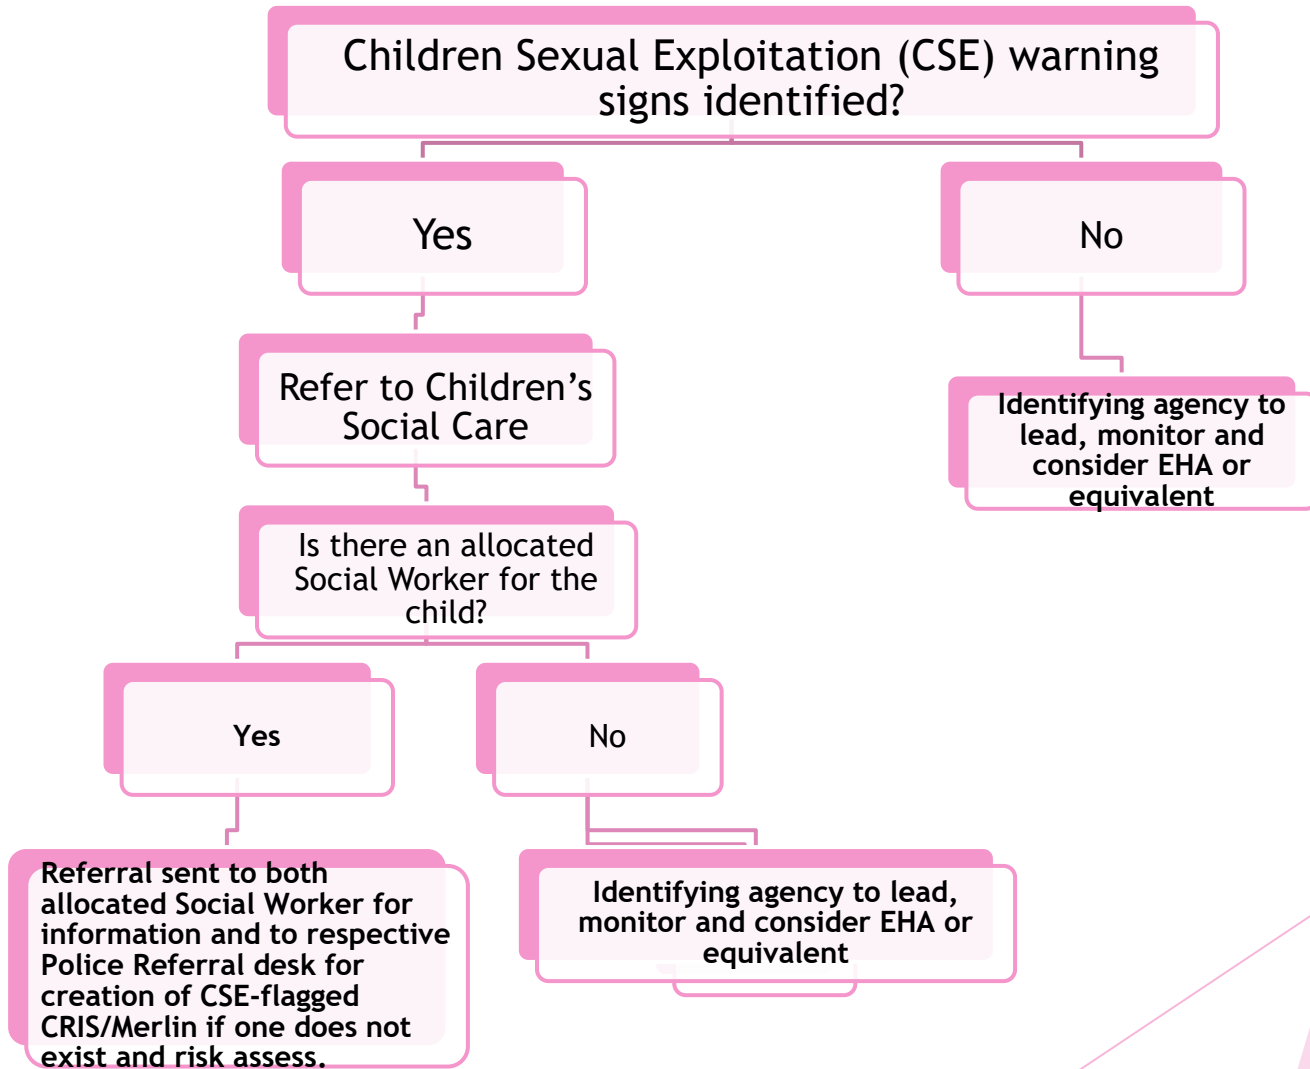 Children Sexual Exploitation (CSE) warning
signs identified?
Yes
No
Refer to Children’s
Social Care
Identifying agency to
lead, monitor and
consider EHA or
equivalent
Is there an allocated
Social Worker for the
child?
Yes
No
Referral sent to both
allocated Social Worker for
information and to respective
Police Referral desk for
creation of CSE-flagged
CRIS/Merlin if one does not
exist and risk assess.
Identifying agency to lead,
monitor and consider EHA or
equivalent